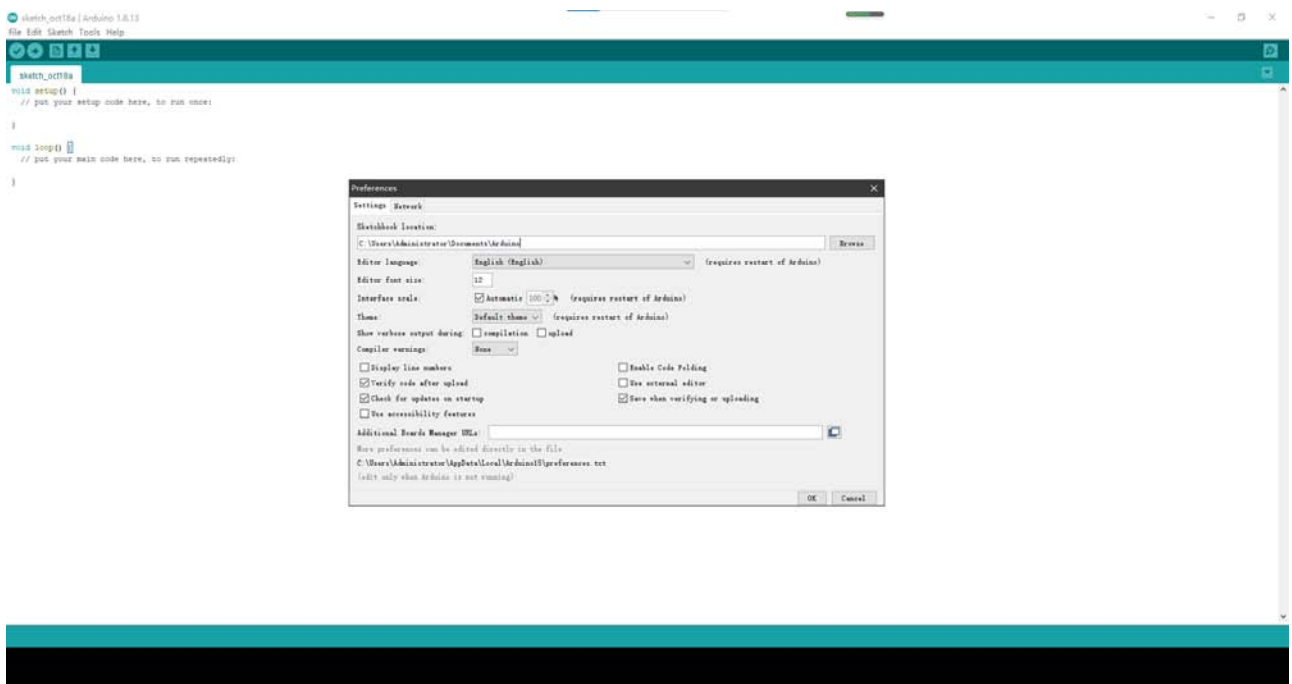 sketch_oct18a | Arduino 1.8.13
File Edit Sketch Tools Help
sketch_oct18a
void setup() {
// put your setup code here, to run once:
}
void loop() {
// put your main code here, to run repeatedly:
}
Preferences
Settings Network
Sketchbook location:
C:\Users\Administrator\Documents\Arduino Browse
Editor language: English (English) (requires restart of Arduino)
Editor font size: 12
Interface scale: Automatic 100 % (requires restart of Arduino)
Theme: Default theme (requires restart of Arduino)
Show verbose output during: compilation upload
Compiler warnings: None
Display line numbers Enable Code Folding
Verify code after upload Use external editor
Check for updates on startup Save when verifying or uploading
Use accessibility features
Additional Boards Manager URLs:
More preferences can be edited directly in the file
C:\Users\Administrator\AppData\Local\Arduino15\preferences.txt
(edit only when Arduino is not running)
OK Cancel